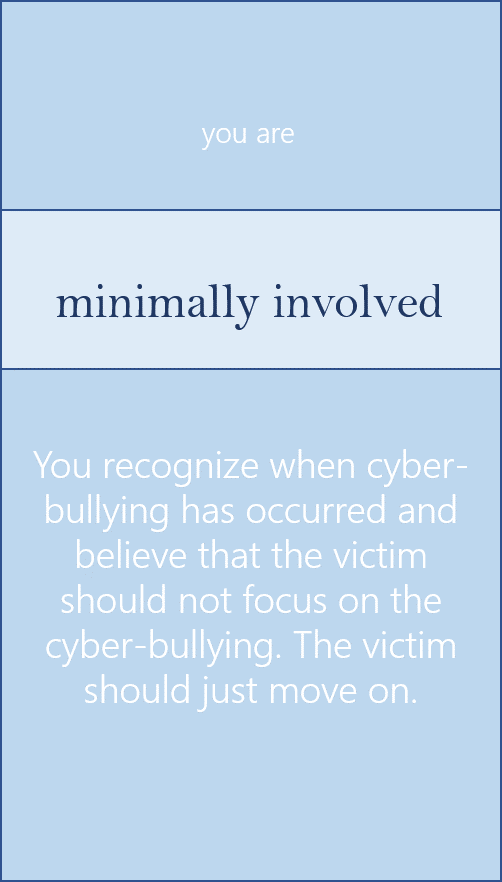 you are
minimally involved
You recognize when cyber-
bullying has occurred and
believe that the victim
should not focus on the
cyber-bullying. The victim
should just move on.